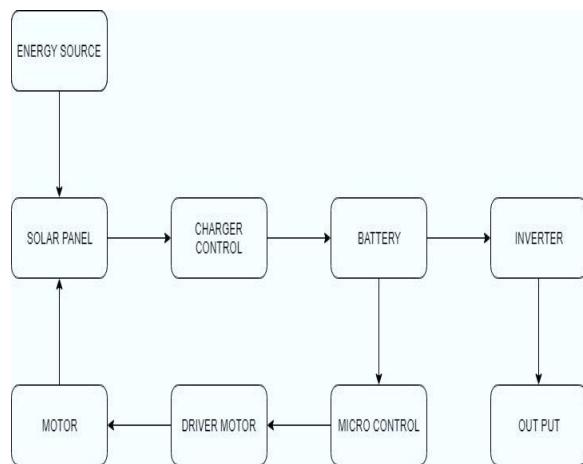 ENERGY SOURCE
SOLAR PANEL
CHARGER
CONTROL
BATTERY
INVERTER
MOTOR
DRIVER MOTOR
MICRO CONTROL
OUT PUT